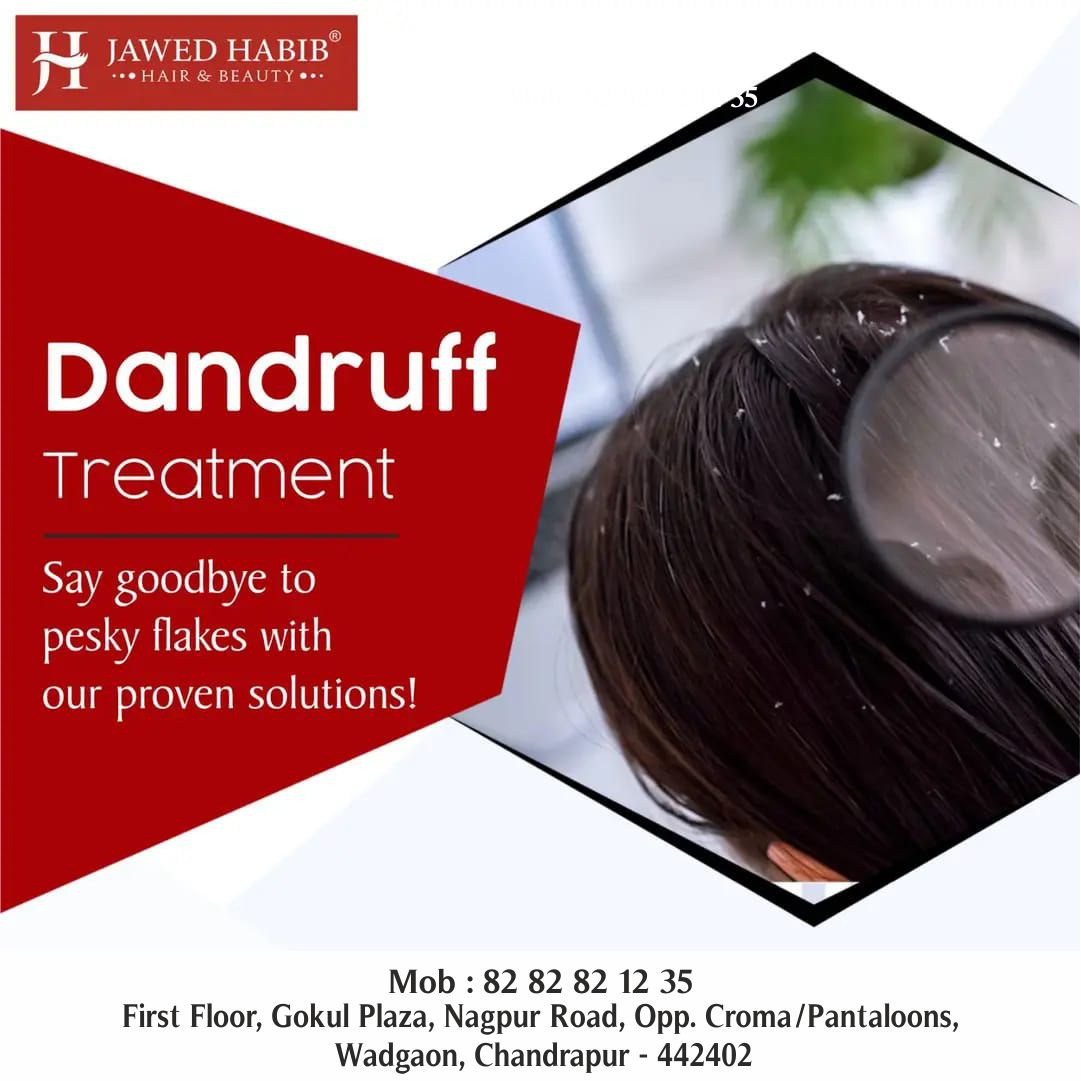 JAWED HABIB®
HAIR & BEAUTY
35
Dandruff
Treatment
Say goodbye to
pesky flakes with
our proven solutions!
Mob : 82 82 82 12 35
First Floor, Gokul Plaza, Nagpur Road, Opp. Croma/Pantaloons,
Wadgaon, Chandrapur - 442402